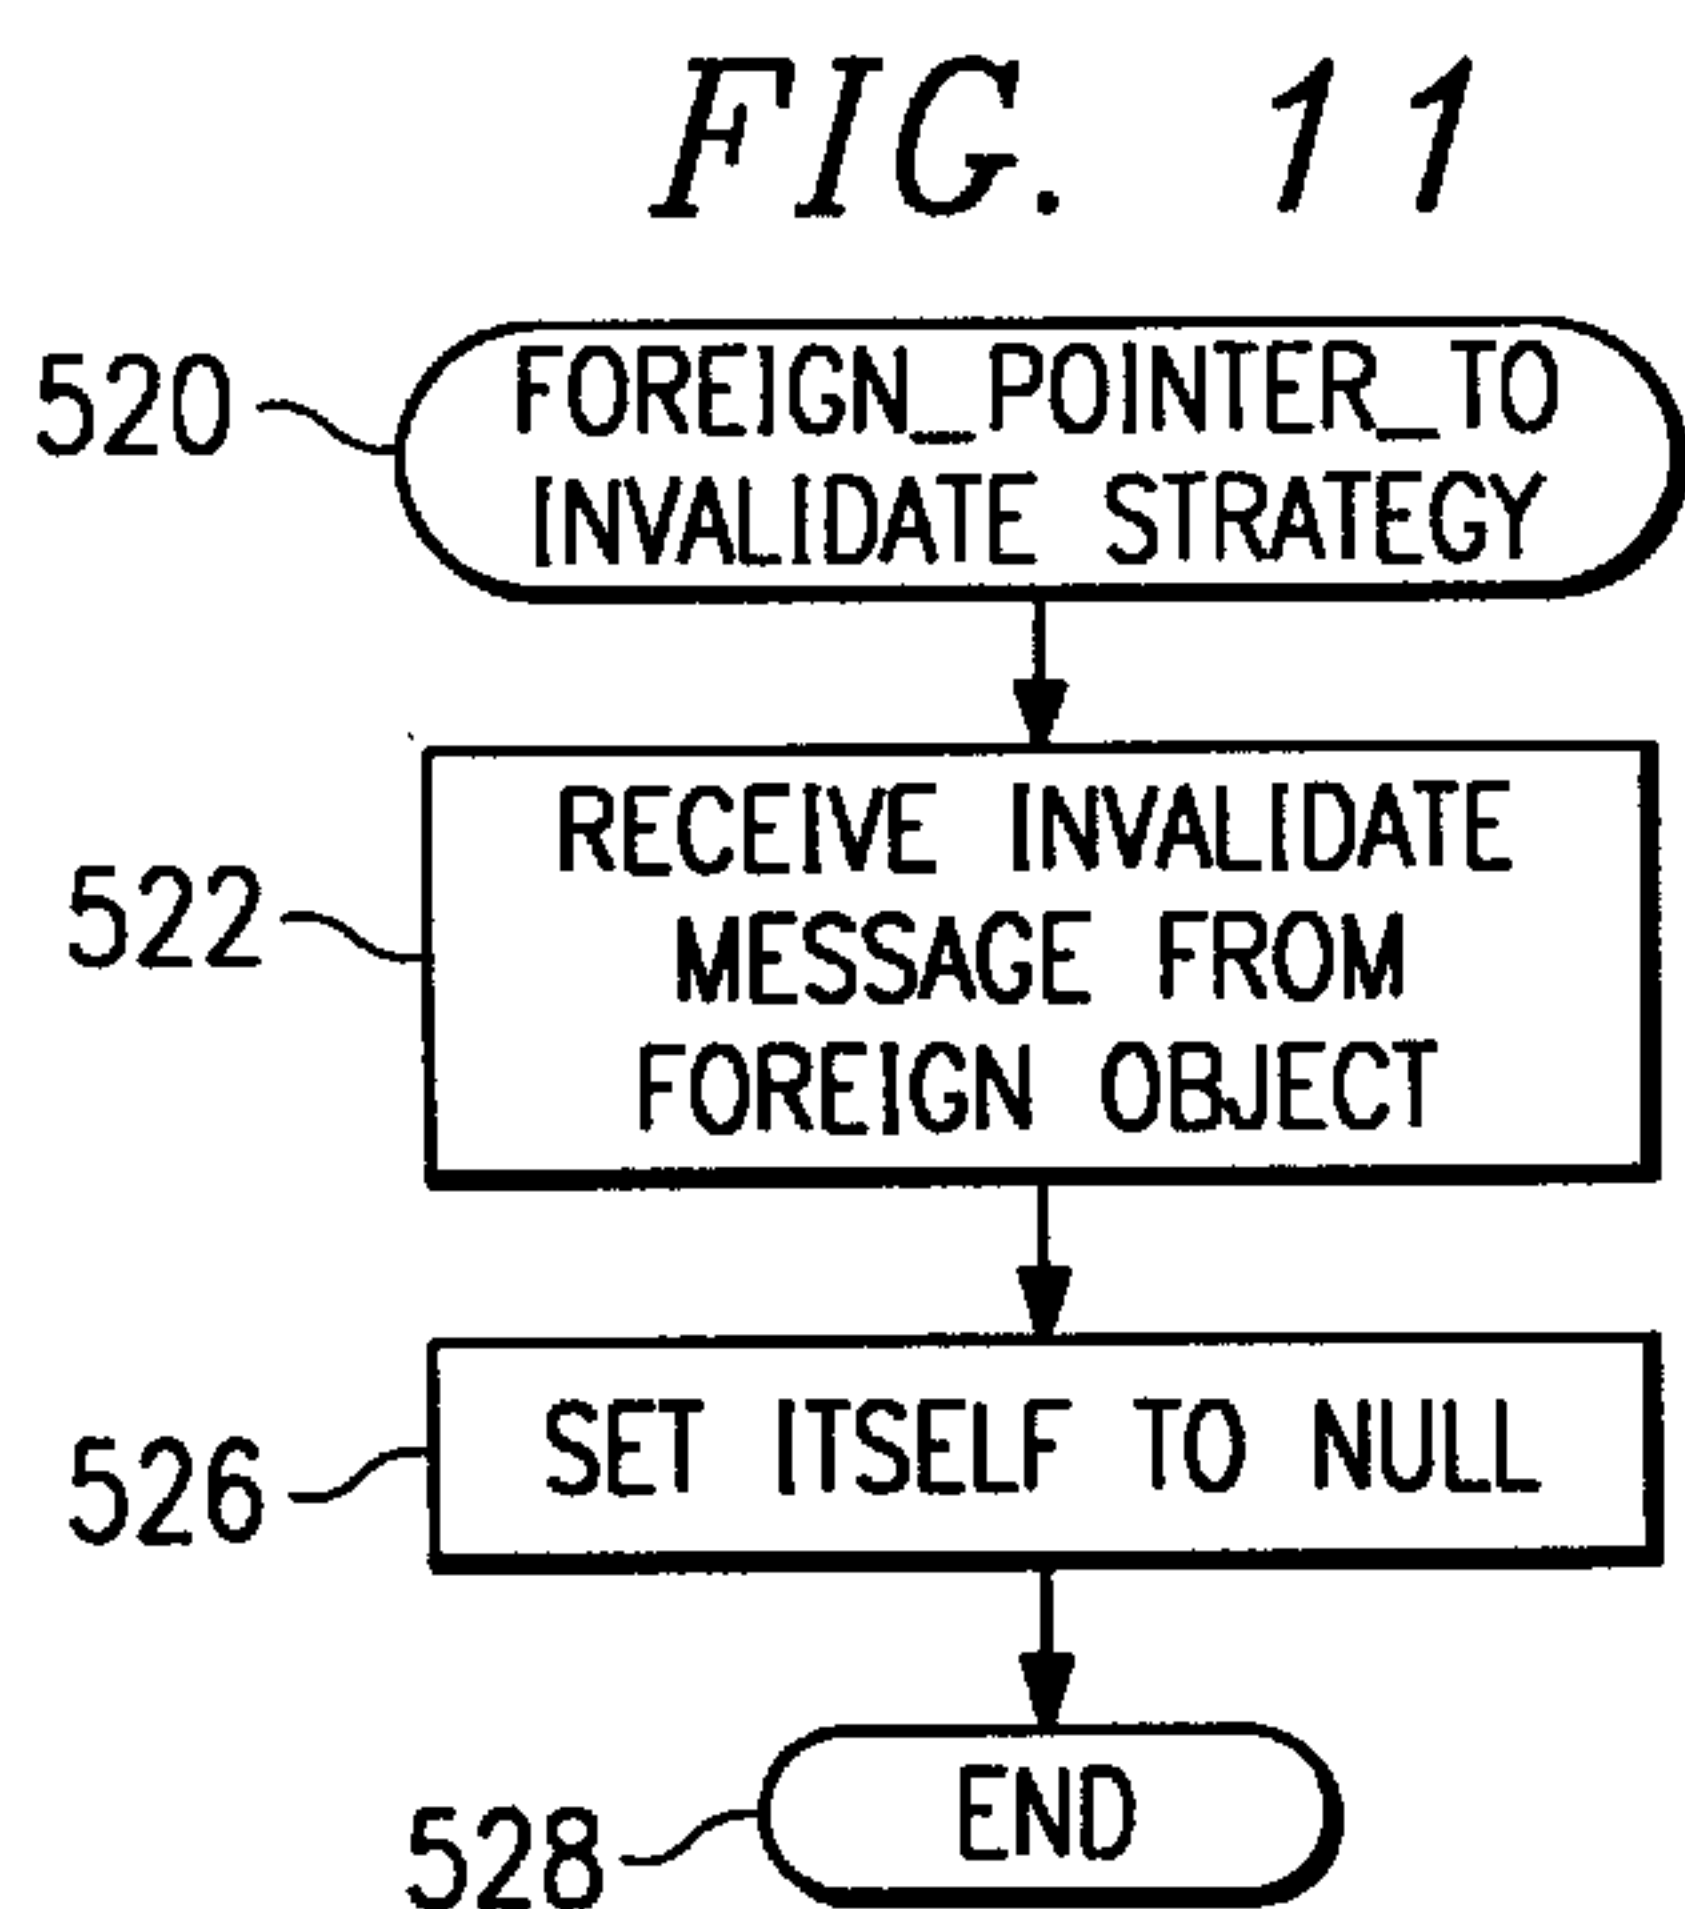 FIG. 11
520
FOREIGN_POINTER_TO
INVALIDATE STRATEGY
522
RECEIVE INVALIDATE
MESSAGE FROM
FOREIGN OBJECT
526
SET ITSELF TO NULL
528
END